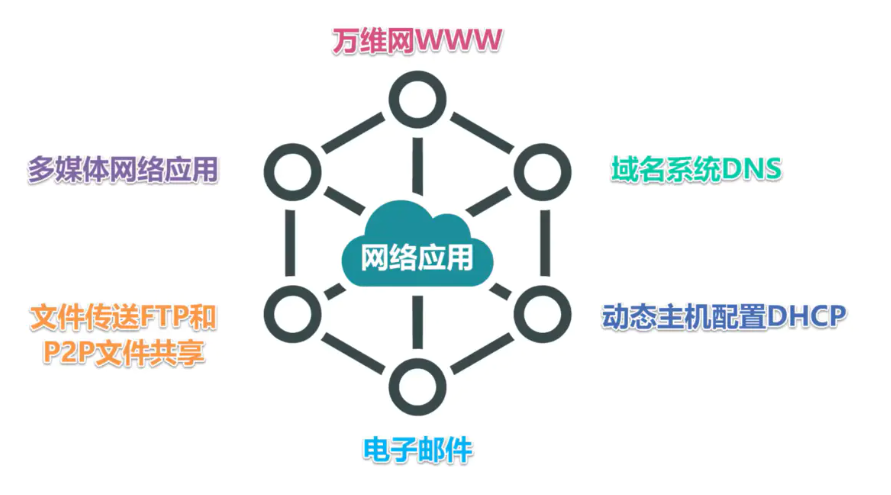 万维网WWW
多媒体网络应用
域名系统DNS
网络应用
文件传送FTP和
P2P文件共享
动态主机配置DHCP
电子邮件